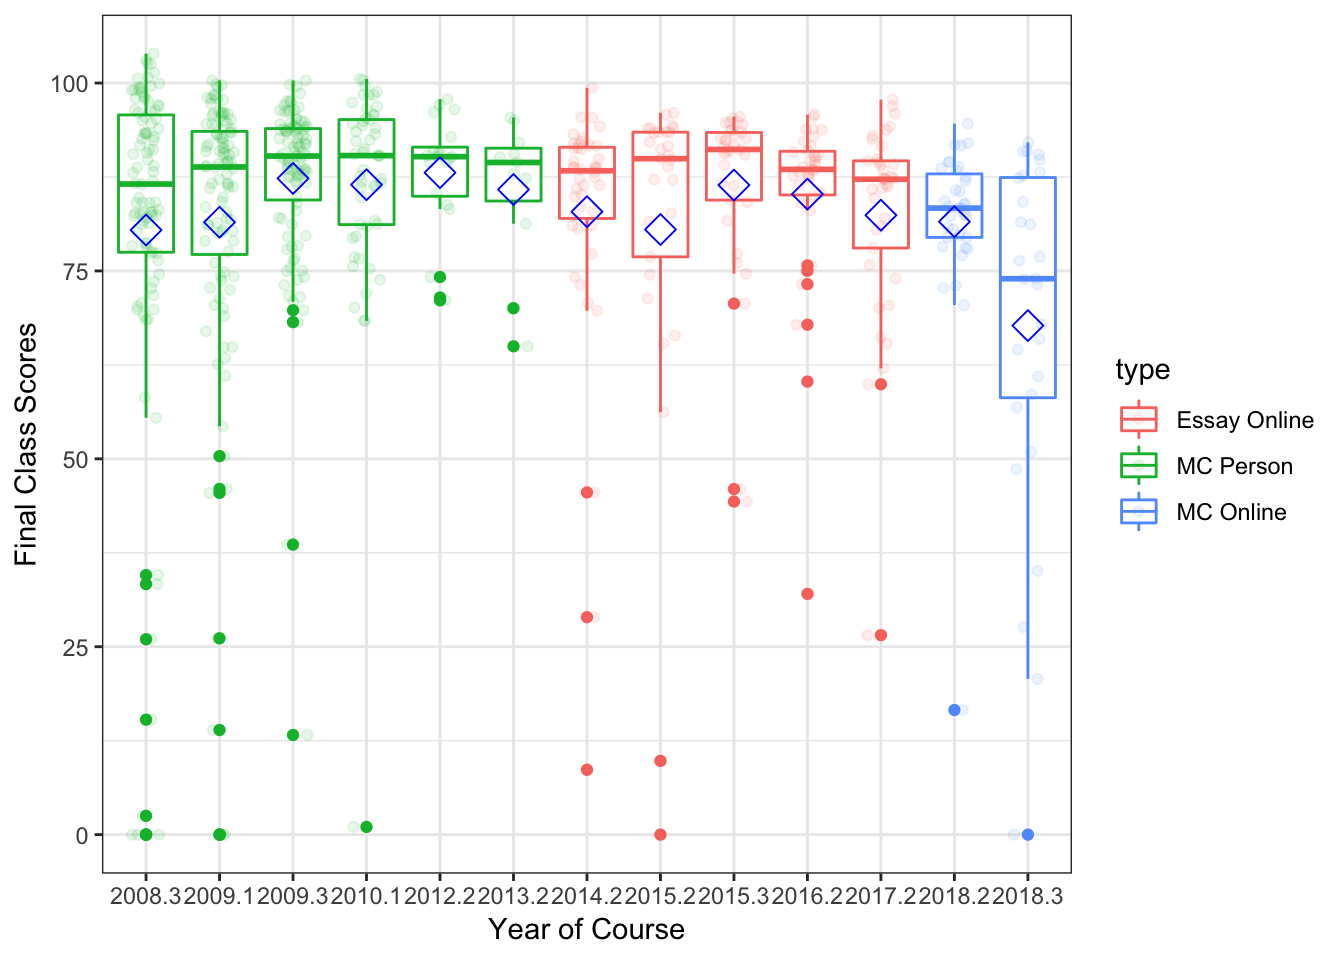 100
75
50
25
0
Final Class Scores
2008.3 2009.1 2009.3 2010.1 2012.2 2013.2 2014.2 2015.2 2015.3 2016.2 2017.2 2018.2 2018.3
Year of Course
type
Essay Online
MC Person
MC Online